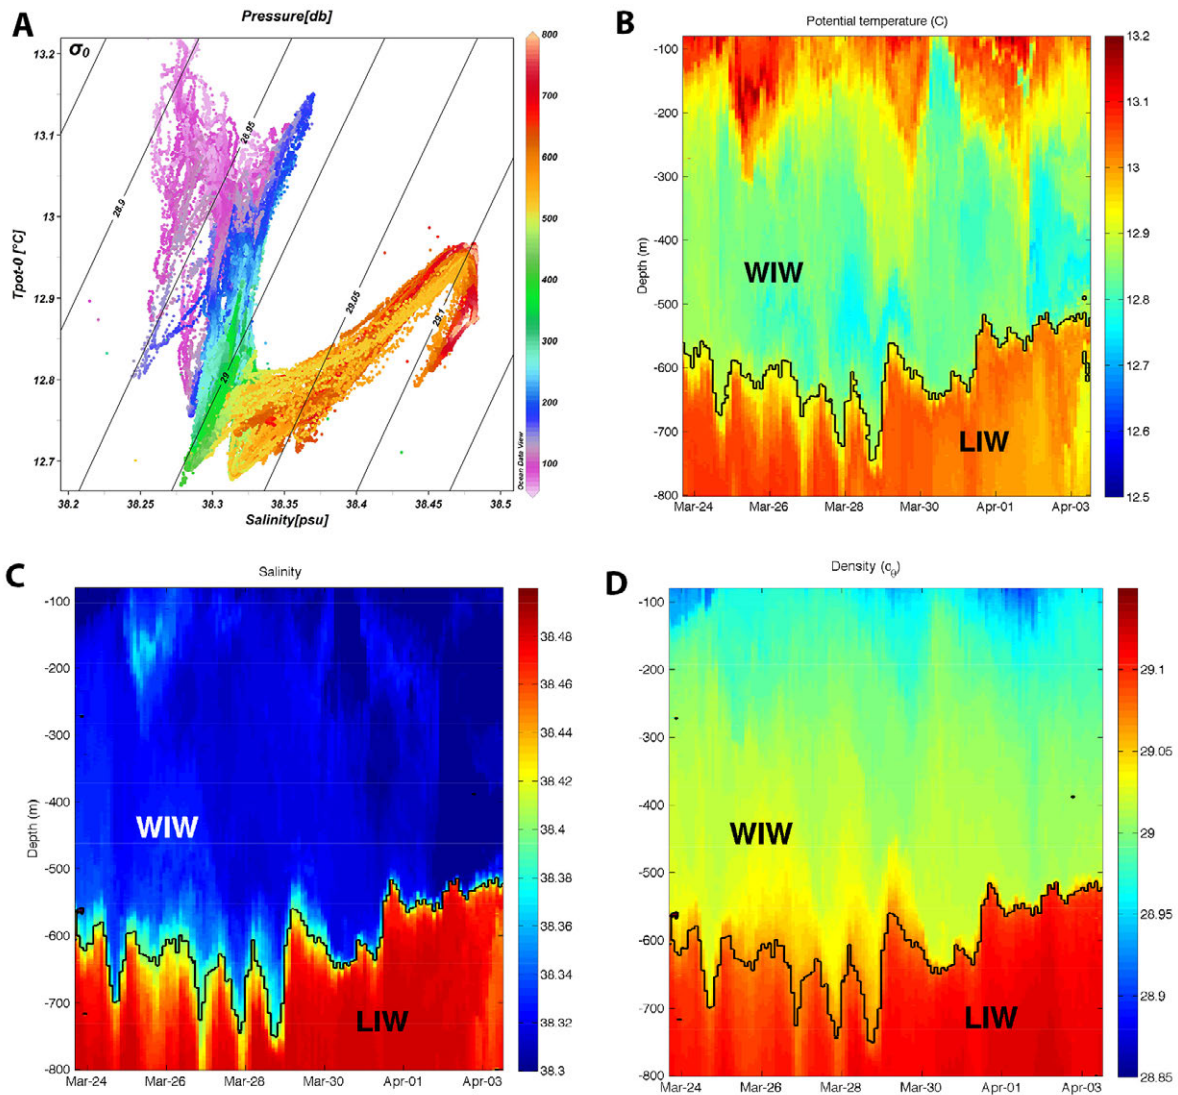 A
Pressure[db]
σ0
13.2
13.1
13
12.9
12.8
12.7
Tpot-0 [°C]
28.9
28.95
29
29.05
29.1
38.2
38.25
38.3
38.35
38.4
38.45
38.5
Salinity[psu]
800
700
600
500
400
300
200
100
Ocean Data View
B
Potential temperature (C)
-100
-200
-300
-400
-500
-600
-700
-800
Depth (m)
WIW
LIW
Mar-24
Mar-26
Mar-28
Mar-30
Apr-01
Apr-03
13.2
13.1
13
12.9
12.8
12.7
12.6
12.5
C
Salinity
-100
-200
-300
-400
-500
-600
-700
-800
Depth (m)
WIW
LIW
Mar-24
Mar-26
Mar-28
Mar-30
Apr-01
Apr-03
38.48
38.46
38.44
38.42
38.4
38.38
38.36
38.34
38.32
38.3
D
Density (σθ)
-100
-200
-300
-400
-500
-600
-700
-800
WIW
LIW
Mar-24
Mar-26
Mar-28
Mar-30
Apr-01
Apr-03
29.1
29.05
29
28.95
28.9
28.85